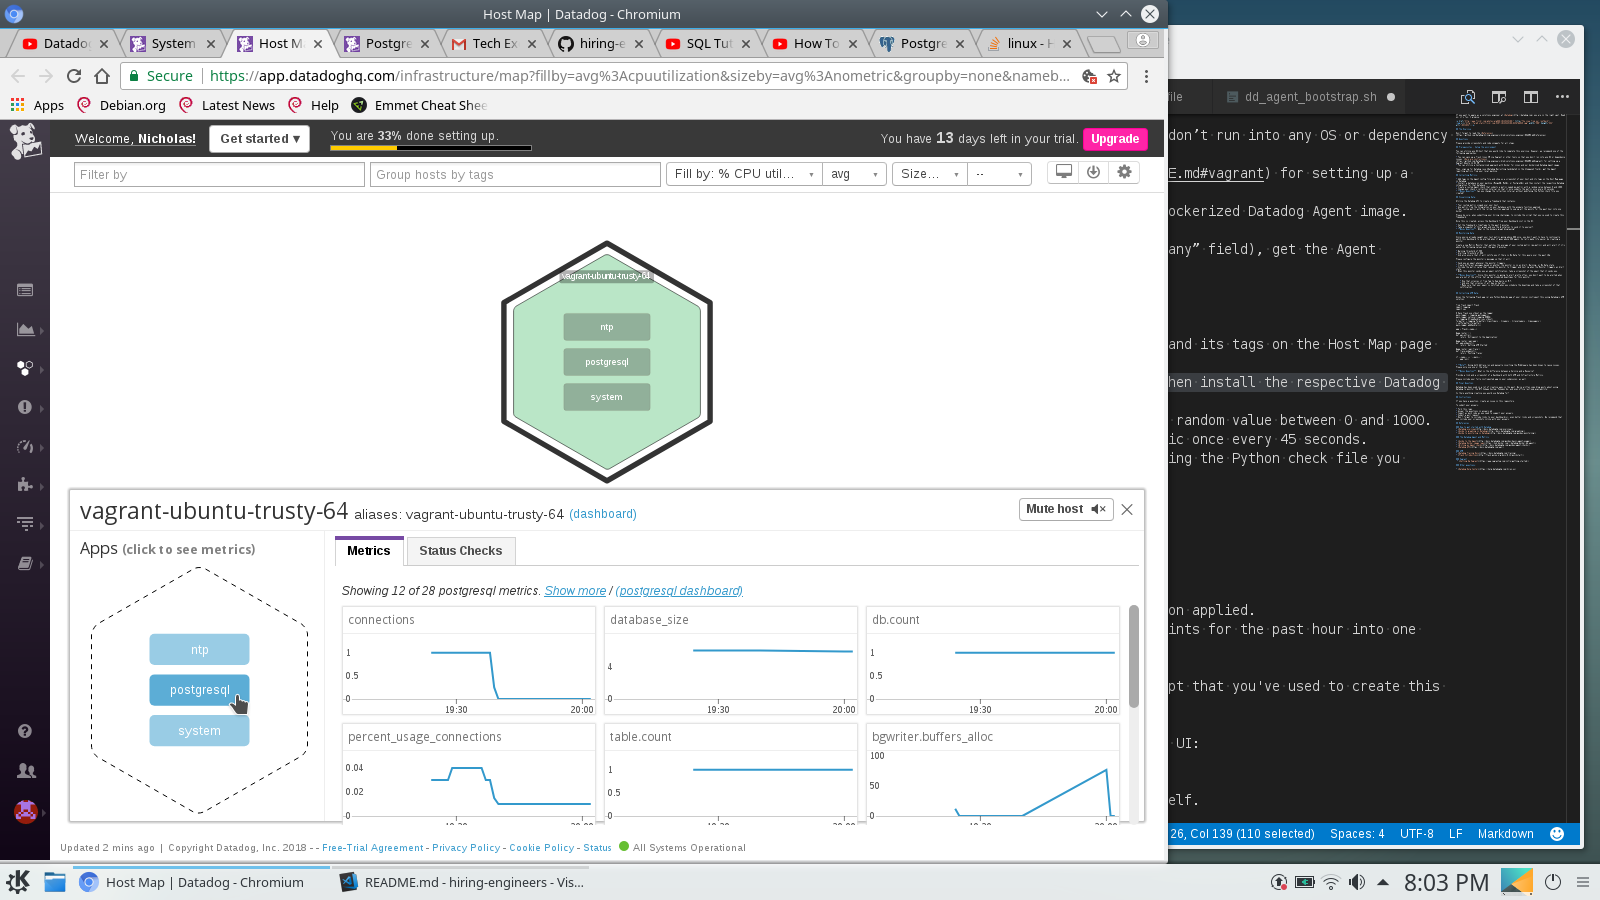 Host Map | Datadog - Chromium
Datado
System
Host M
Postgre
Tech Ex
hiring-e
SQL Tut
How To
Postgre
linux - H
Secure
https://app.datadoghq.com/infrastructure/map?fillby=avg%3Acpuutilization&sizeby=avg%3Anometric&groupby=none&nameb...
Apps
Debian.org
Latest News
Help
Emmet Cheat Shee
Welcome, Nicholas!
Get started ▾
You are 33% done setting up.
You have 13 days left in your trial.
Upgrade
Filter by
Group hosts by tags
Fill by: % CPU util...
avg
Size...
--
vagrant-ubuntu-trusty-64
ntp
postgresql
system
vagrant-ubuntu-trusty-64 aliases: vagrant-ubuntu-trusty-64 (dashboard)
Mute host
Apps (click to see metrics)
ntp
postgresql
system
Metrics
Status Checks
Showing 12 of 28 postgresql metrics. Show more / (postgresql dashboard)
connections
1
0.5
0
19:30
20:00
database_size
4
0
19:30
20:00
db.count
1
0.5
0
19:30
20:00
percent_usage_connections
0.04
0.02
0
table.count
1
0.5
0
bgwriter.buffers_alloc
100
50
0
Updated 2 mins ago | Copyright Datadog, Inc. 2018 - - Free-Trial Agreement - Privacy Policy - Cookie Policy - Status All Systems Operational
file
dd_agent_bootstrap.sh
don't run into any OS or dependency
E.md#vagrant) for setting up a
ockerized Datadog Agent image.
any” field), get the Agent
and its tags on the Host Map page
hen install the respective Datadog
random value between 0 and 1000.
ic once every 45 seconds.
ing the Python check file you
on applied.
ints for the past hour into one
pt that you've used to create this
UI:
elf.
26, Col 139 (110 selected)
Spaces: 4
UTF-8
LF
Markdown
Host Map | Datadog - Chromium
README.md - hiring-engineers - Vis...
8:03 PM